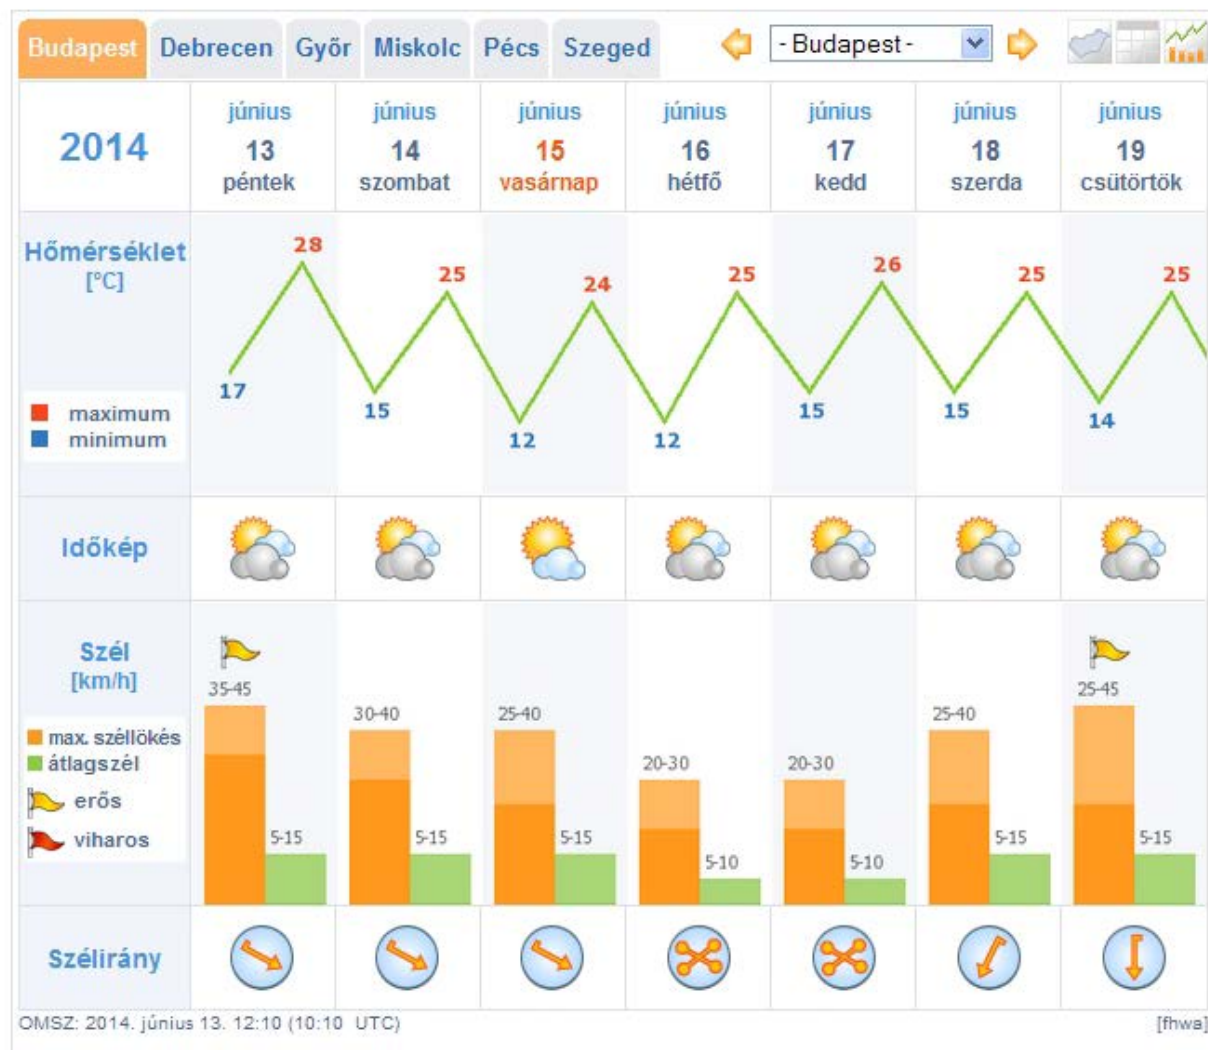 Budapest Debrecen Győr Miskolc Pécs Szeged - Budapest -
2014
június június június június június június június
13 14 15 16 17 18 19
péntek szombat vasárnap hétfő kedd szerda csütörtök
Hőmérséklet
[°C]
28 25 24 25 26 25 25
17 15 12 12 15 15 14
maximum
minimum
Időkép
Szél
[km/h]
max. széllökés
átlagszél
erős
viharos
35-45 30-40 25-40 20-30 20-30 25-40 25-45
5-15 5-15 5-15 5-10 5-10 5-15 5-15
Szélirány
OMSZ: 2014. június 13. 12:10 (10:10 UTC) [fhwa]